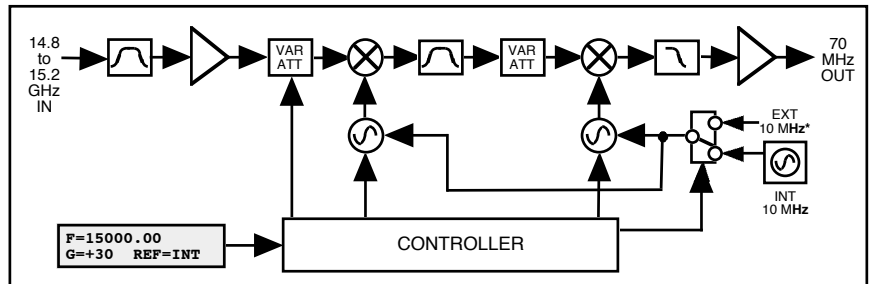 14.8
to
15.2
GHz
IN
VAR
ATT
VAR
ATT
70
MHz
OUT
EXT
10 MHz*
INT
10 MHz
F=15000.00
G=+30 REF=INT
CONTROLLER